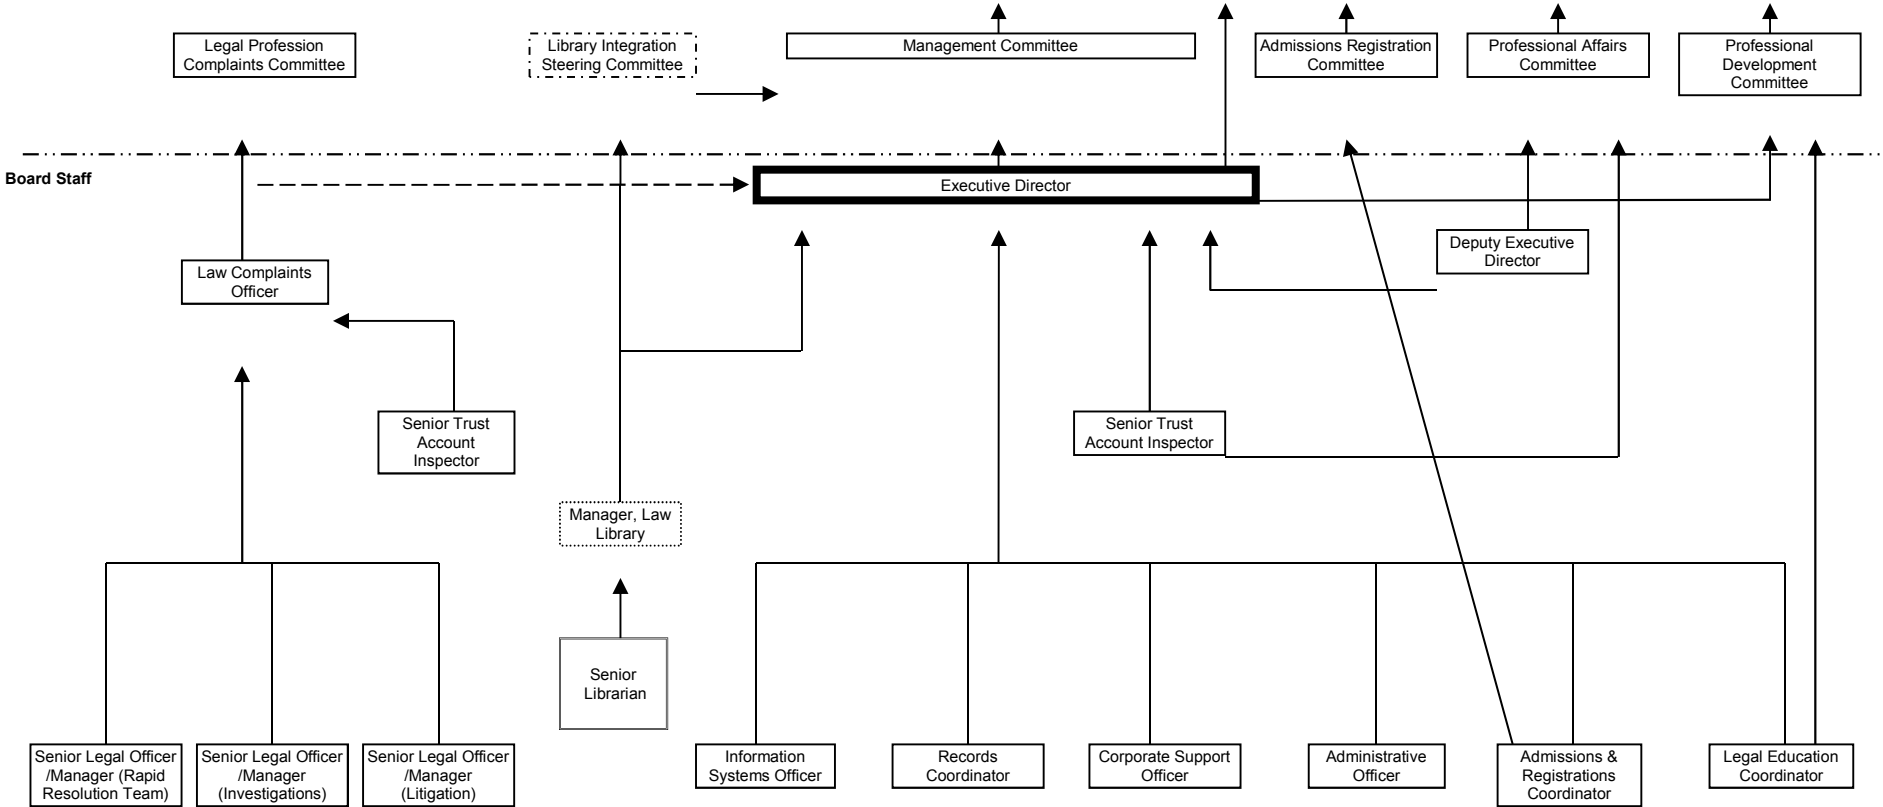 Legal Profession
Complaints Committee
Library Integration
Steering Committee
Management Committee
Admissions Registration
Committee
Professional Affairs
Committee
Professional
Development
Committee
Board Staff
Executive Director
Deputy Executive
Director
Law Complaints
Officer
Senior Trust
Account
Inspector
Senior Trust
Account Inspector
Manager, Law
Library
Senior
Librarian
Senior Legal Officer
/Manager (Rapid
Resolution Team)
Senior Legal Officer
/Manager
(Investigations)
Senior Legal Officer
/Manager
(Litigation)
Information
Systems Officer
Records
Coordinator
Corporate Support
Officer
Administrative
Officer
Admissions &
Registrations
Coordinator
Legal Education
Coordinator